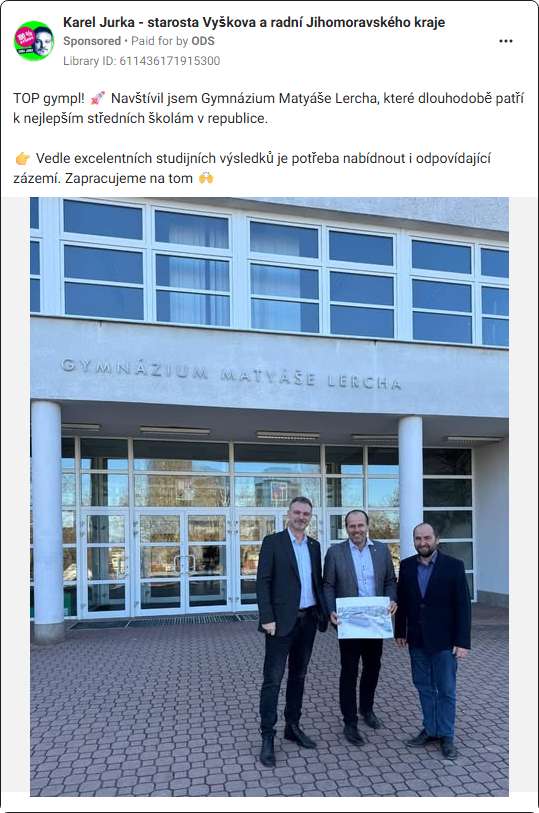 Karel Jurka - starosta Vyškova a radní Jihomoravského kraje
Sponsored • Paid for by ODS
Library ID: 611436171915300
TOP gympl! 🚀 Navštívil jsem Gymnázium Matyáše Lercha, které dlouhodobě patří
k nejlepším středních školám v republice.
👉 Vedle excelentních studijních výsledků je potřeba nabídnout i odpovídající
zázemí. Zapracujeme na tom 🙌
GYMNÁZIUM MATYÁŠE LERCHA